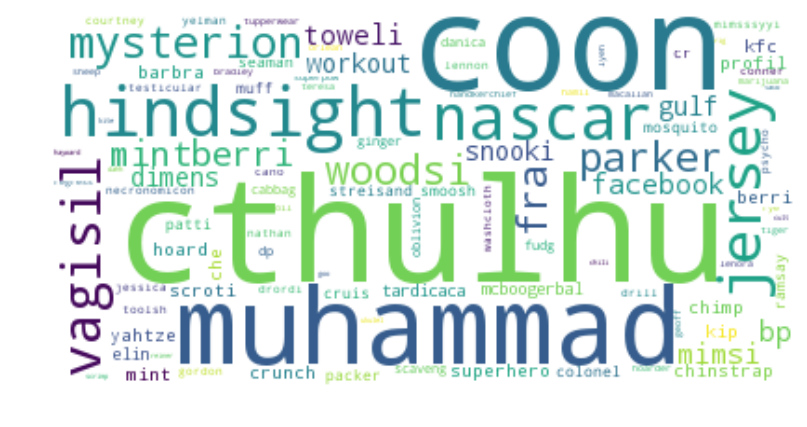 courtney yeiman tupperwear coon mimsssyyi
mysterion toweli danica kfc
seaman workout lennon cr profil
sheep barbra bradley conner
testicular muff teresa handkerchief marijuana
hindsight nascar gulf
mosquito
hayward mintberri ginger snooki parker psycho
dimens cano woodsi facebook jersey
necronomicon cabbag streisand smoosh berri
vagisil cthulhu fra washcloth oblivion
patti nathan tiger
hoard che dp fudg chili lenora
ramsay
jessica scroti drordi cruis tardicaca mcboogerbal drill
toolish muhammad chimp
yahtze geoff kip bp
elin mimsi
mint gordon crunch packer scaveng superhero colonel hoarder chinstrap